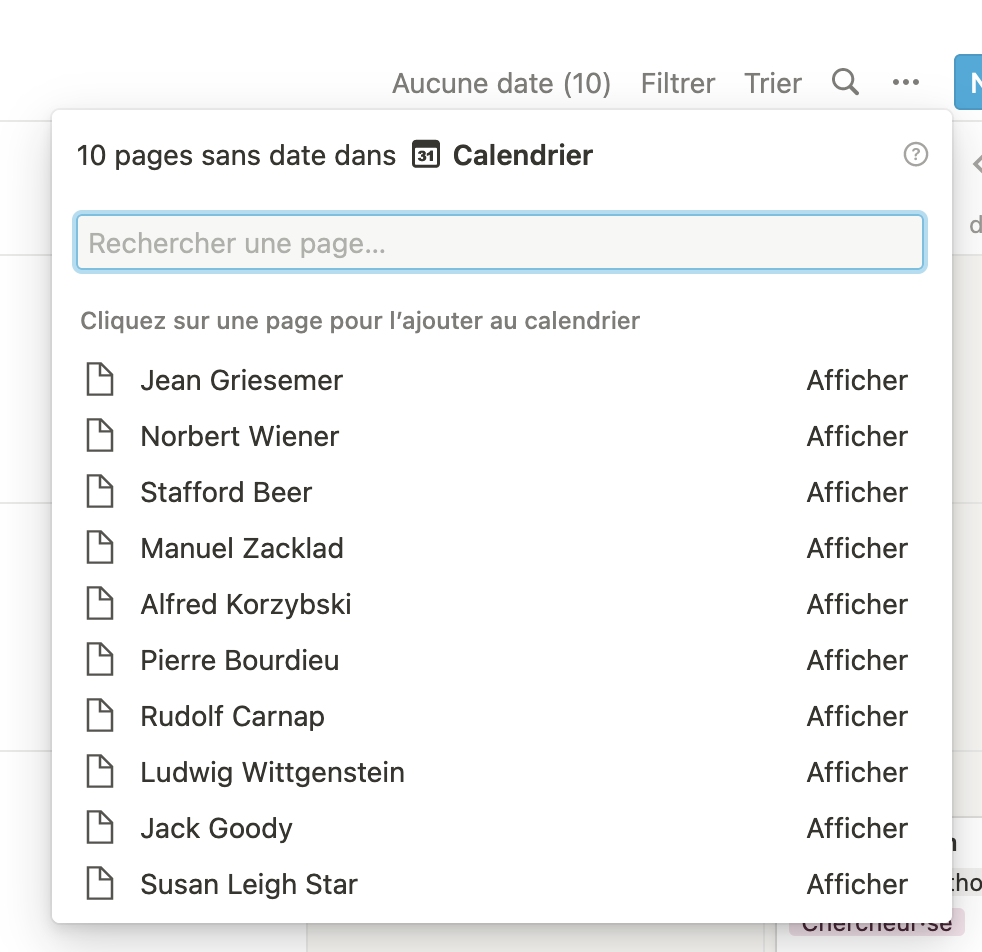 Aucune date (10) Filtrer Trier
10 pages sans date dans 31 Calendrier ?
Rechercher une page...
Cliquez sur une page pour l’ajouter au calendrier
Jean Griesemer Afficher
Norbert Wiener Afficher
Stafford Beer Afficher
Manuel Zacklad Afficher
Alfred Korzybski Afficher
Pierre Bourdieu Afficher
Rudolf Carnap Afficher
Ludwig Wittgenstein Afficher
Jack Goody Afficher
Susan Leigh Star Afficher
Chercheur·se